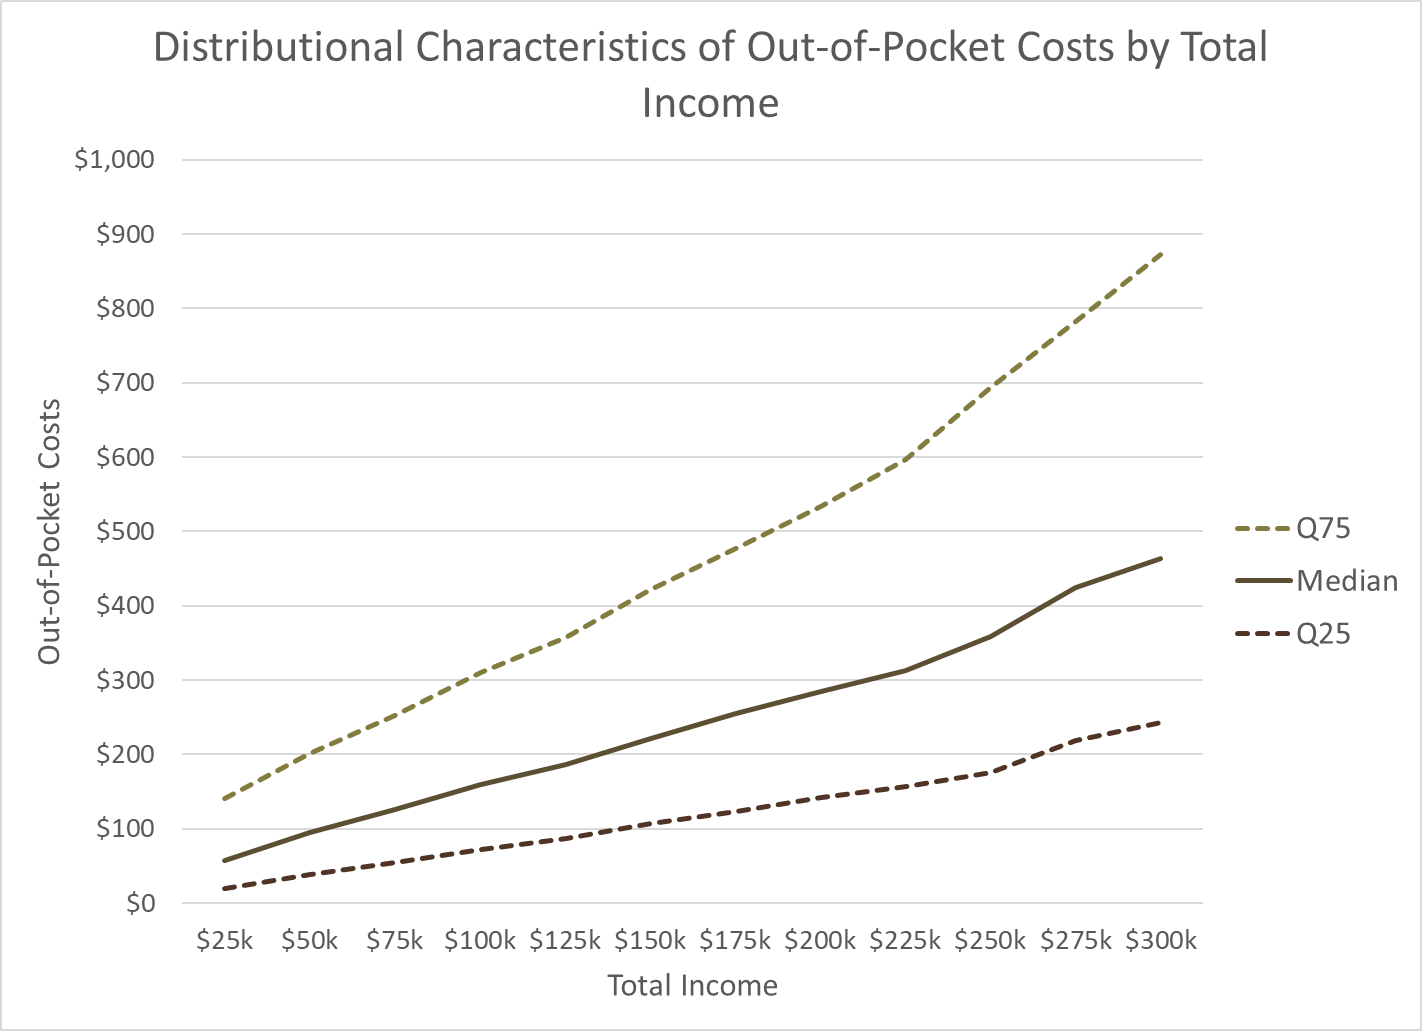 Distributional Characteristics of Out-of-Pocket Costs by Total
Income
$1,000
$900
$800
$700
$600
$500
$400
$300
$200
$100
$0
Out-of-Pocket Costs
$25k $50k $75k $100k $125k $150k $175k $200k $225k $250k $275k $300k
Total Income
Q75
Median
Q25